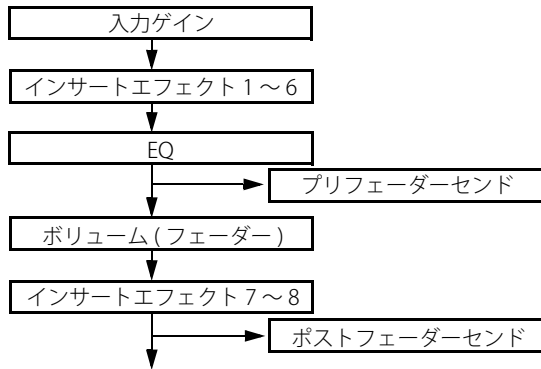 入力ゲイン
インサートエフェクト 1 ~ 6
EQ
プリフェーダーセンド
ボリューム ( フェーダー )
インサートエフェクト 7 ~ 8
ポストフェーダーセンド